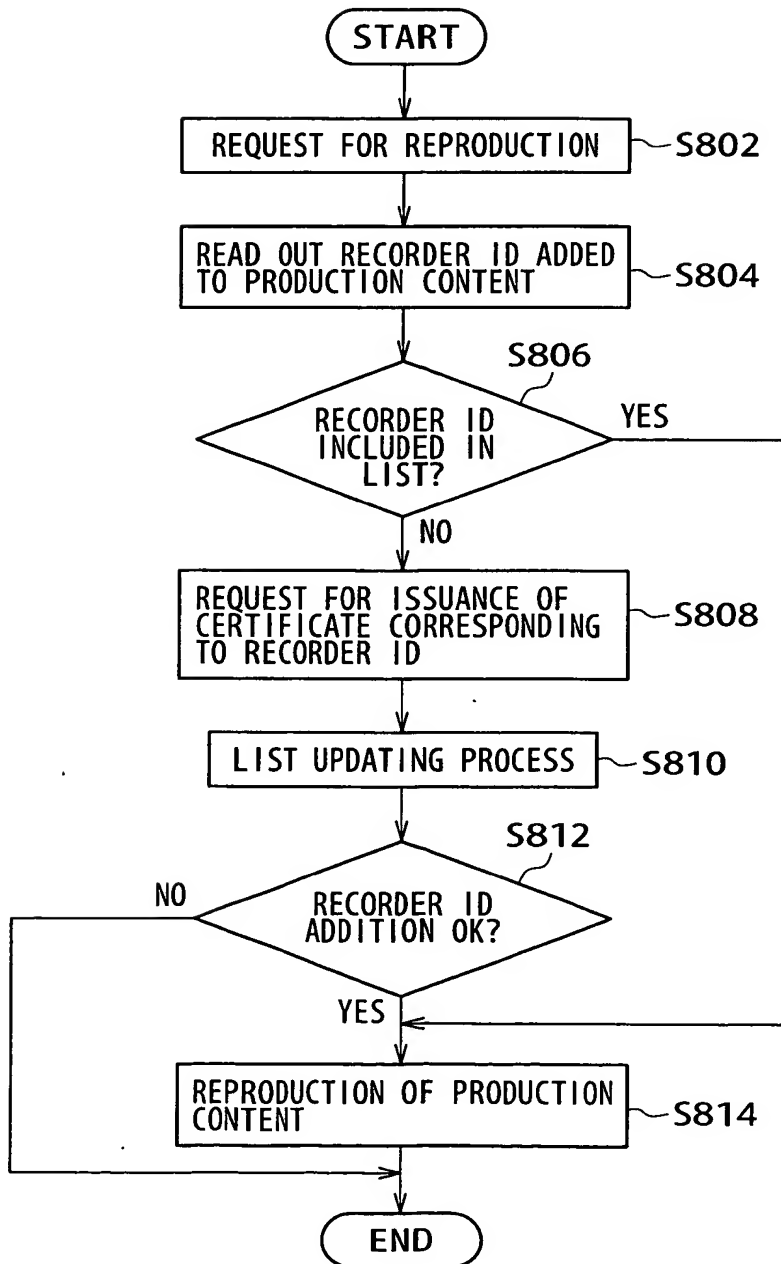 START
REQUEST FOR REPRODUCTION
S802
READ OUT RECORDER ID ADDED
TO PRODUCTION CONTENT
S804
S806
RECORDER ID
INCLUDED IN
LIST?
YES
NO
REQUEST FOR ISSUANCE OF
CERTIFICATE CORRESPONDING
TO RECORDER ID
S808
LIST UPDATING PROCESS
S810
S812
NO
RECORDER ID
ADDITION OK?
YES
REPRODUCTION OF PRODUCTION
CONTENT
S814
END